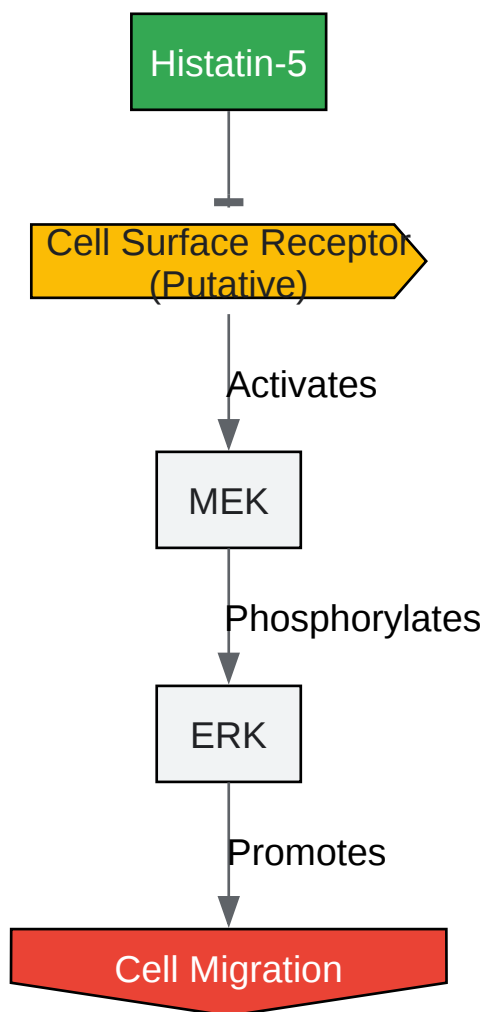 Histatin-5
Cell Surface Receptor
(Putative)
Activates
MEK
Phosphorylates
ERK
Promotes
Cell Migration